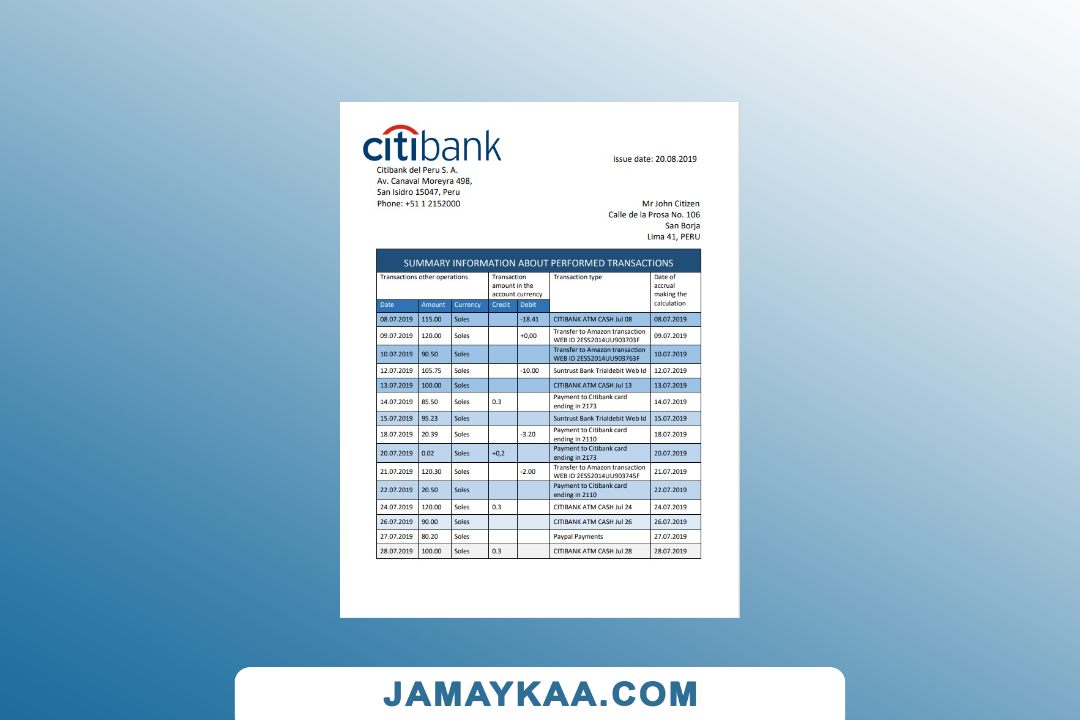 citibank
issue date: 20.08.2019
Citibank del Peru S. A.
Av. Canaval Moreyra 498,
San Isidro 15047, Peru
Phone: +51 1 2152000
Mr John Citizen
Calle de la Prosa No. 106
San Borja
Lima 41, PERU
SUMMARY INFORMATION ABOUT PERFORMED TRANSACTIONS
Transactions other operations
Transaction
amount in the
account currency
Transaction type
Date of
accrual
making the
calculation
Date Amount Currency Credit Debit
08.07.2019 115.00 Soles -18.41 CITIBANK ATM CASH Jul 08 08.07.2019
09.07.2019 120.00 Soles +0,00 Transfer to Amazon transaction
WEB ID 2ESS2014UU903703F 09.07.2019
10.07.2019 90.50 Soles Transfer to Amazon transaction
WEB ID 2ESS2014UU903763F 10.07.2019
12.07.2019 105.75 Soles -10.00 Suntrust Bank Trialdebit Web Id 12.07.2019
13.07.2019 100.00 Soles CITIBANK ATM CASH Jul 13 13.07.2019
14.07.2019 85.50 Soles 0.3 Payment to Citibank card
ending in 2173 14.07.2019
15.07.2019 95.23 Soles Suntrust Bank Trialdebit Web Id 15.07.2019
18.07.2019 20.39 Soles -3.20 Payment to Citibank card
ending in 2110 18.07.2019
20.07.2019 0.02 Soles +0,2 Payment to Citibank card
ending in 2173 20.07.2019
21.07.2019 120.30 Soles -2.00 Transfer to Amazon transaction
WEB ID 2ESS2014UU903745F 21.07.2019
22.07.2019 20.50 Soles Payment to Citibank card
ending in 2110 22.07.2019
24.07.2019 120.00 Soles 0.3 CITIBANK ATM CASH Jul 24 24.07.2019
26.07.2019 90.00 Soles CITIBANK ATM CASH Jul 26 26.07.2019
27.07.2019 80.20 Soles Paypal Payments 27.07.2019
28.07.2019 100.00 Soles 0.3 CITIBANK ATM CASH Jul 28 28.07.2019
JAMAYKAA.COM